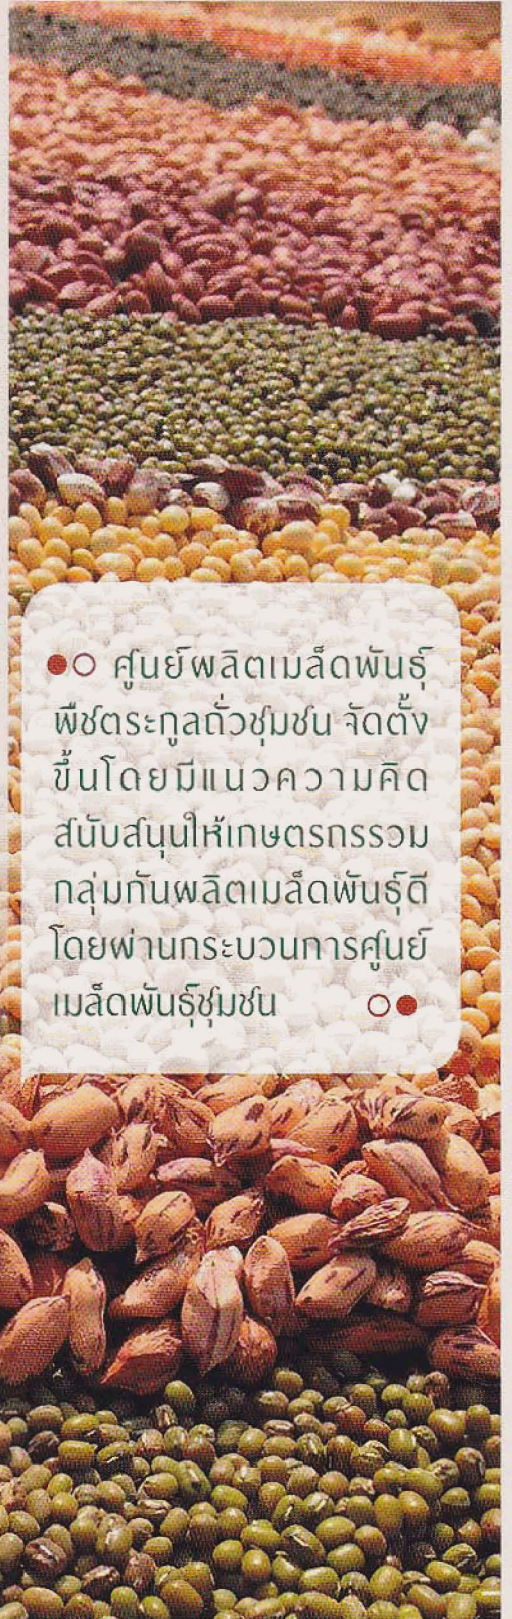 ศูนย์ผลิตเมล็ดพันธุ์
พืชตระกูลถั่วชุมชน จัดตั้ง
ขึ้นโดยมีแนวความคิด
สนับสนุนให้เกษตรกรรวม
กลุ่มกันผลิตเมล็ดพันธุ์ดี
โดยผ่านกระบวนการศูนย์
เมล็ดพันธุ์ชุมชน